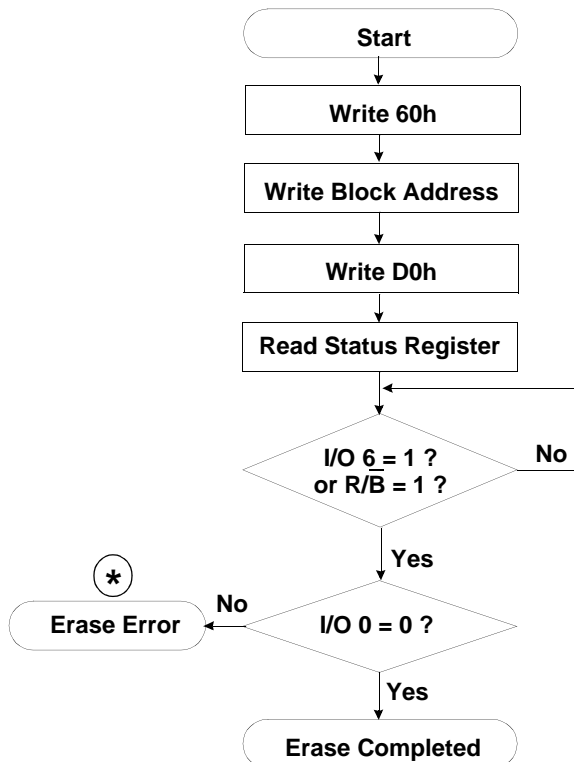 Start
Write 60h
Write Block Address
Write D0h
Read Status Register
I/O 6 = 1 ?
or R/B̅ = 1 ?
No
Yes
*
No
Erase Error
I/O 0 = 0 ?
Yes
Erase Completed